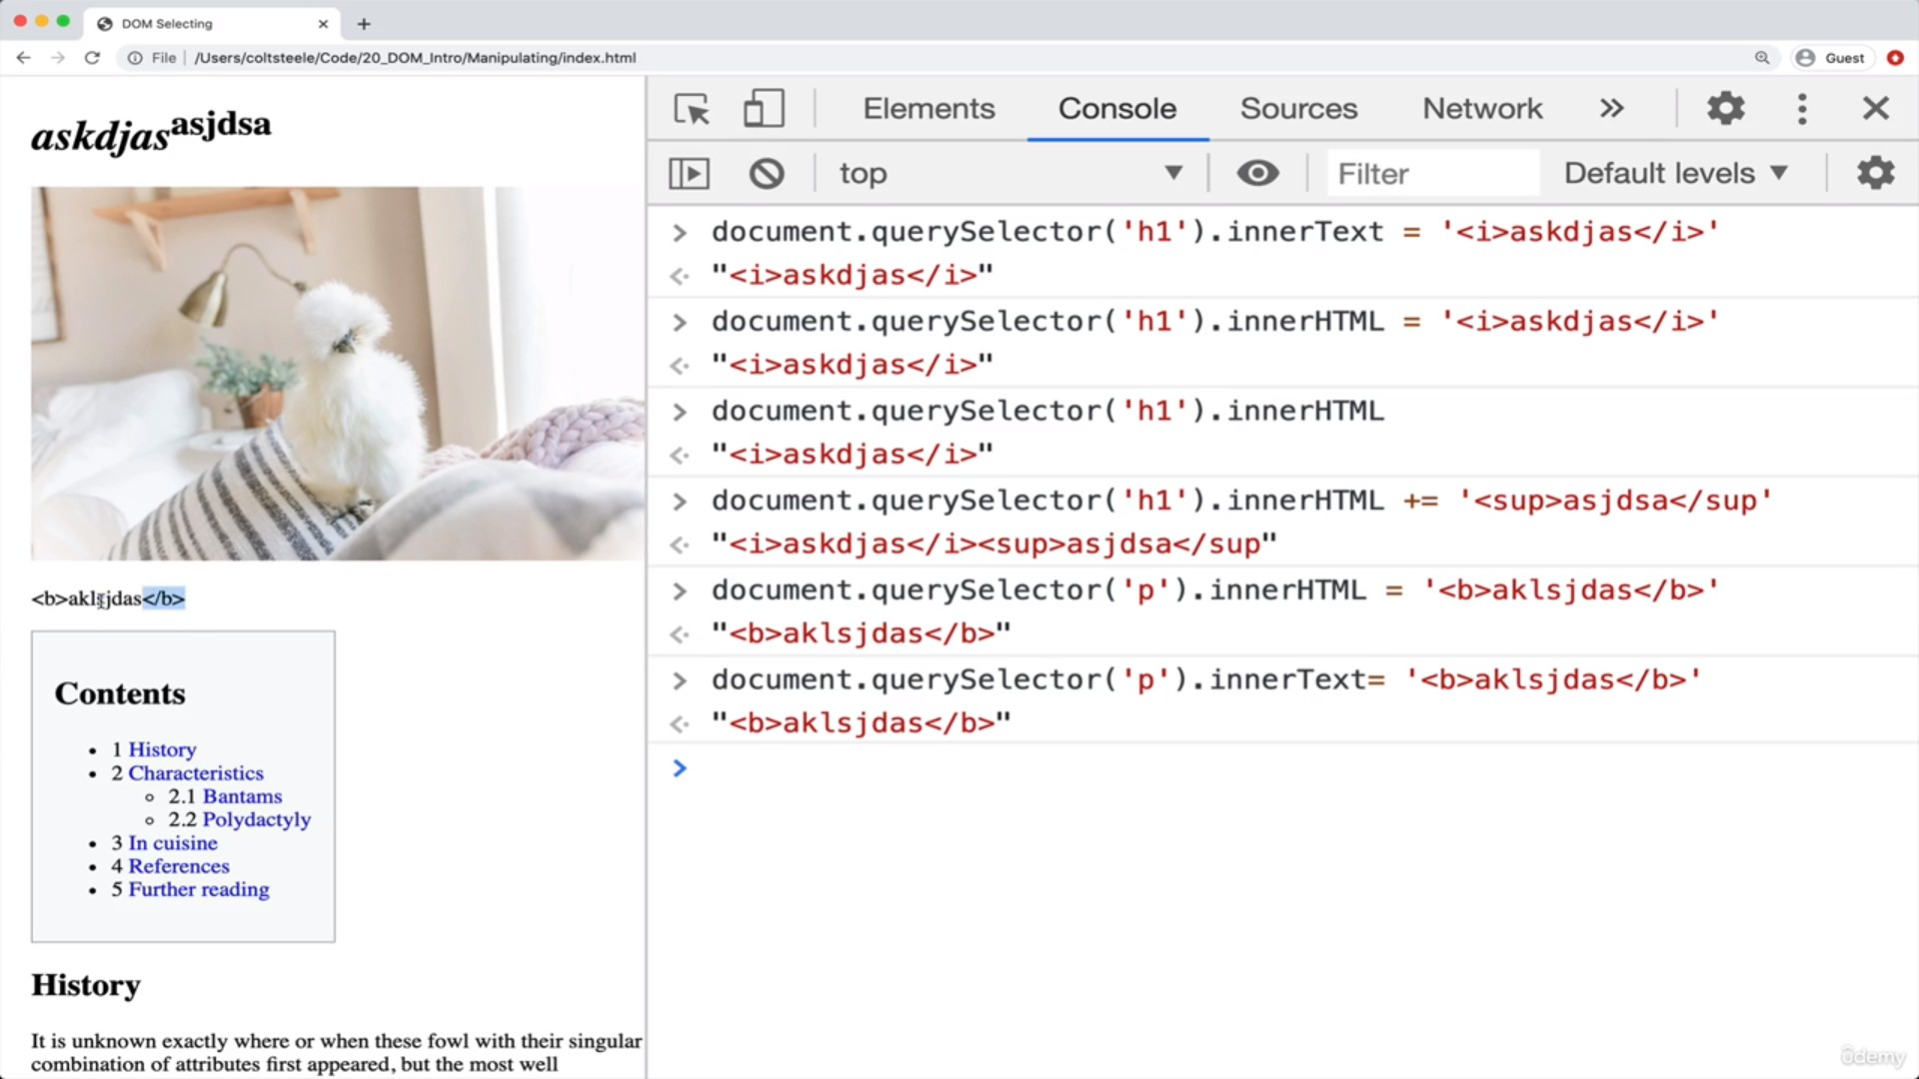 DOM Selecting
File /Users/coltsteele/Code/20_DOM_Intro/Manipulating/index.html
Guest
askdjasasjdsa
<b>aklsjdas</b>
Contents
1 History
2 Characteristics
2.1 Bantams
2.2 Polydactyly
3 In cuisine
4 References
5 Further reading
History
It is unknown exactly where or when these fowl with their singular
combination of attributes first appeared, but the most well
Elements Console Sources Network
top Filter Default levels
document.querySelector('h1').innerText = '<i>askdjas</i>'
"<i>askdjas</i>"
document.querySelector('h1').innerHTML = '<i>askdjas</i>'
"<i>askdjas</i>"
document.querySelector('h1').innerHTML
"<i>askdjas</i>"
document.querySelector('h1').innerHTML += '<sup>asjdsa</sup'
"<i>askdjas</i><sup>asjdsa</sup"
document.querySelector('p').innerHTML = '<b>aklsjdas</b>'
"<b>aklsjdas</b>"
document.querySelector('p').innerText= '<b>aklsjdas</b>'
"<b>aklsjdas</b>"
ûdemy